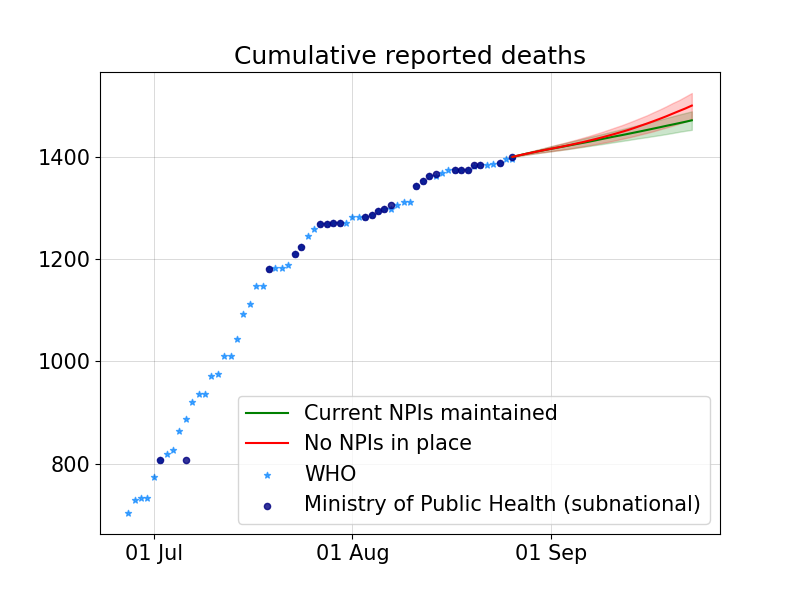 Cumulative reported deaths
1400
1200
1000
800
Current NPIs maintained
No NPIs in place
WHO
Ministry of Public Health (subnational)
01 Jul
01 Aug
01 Sep